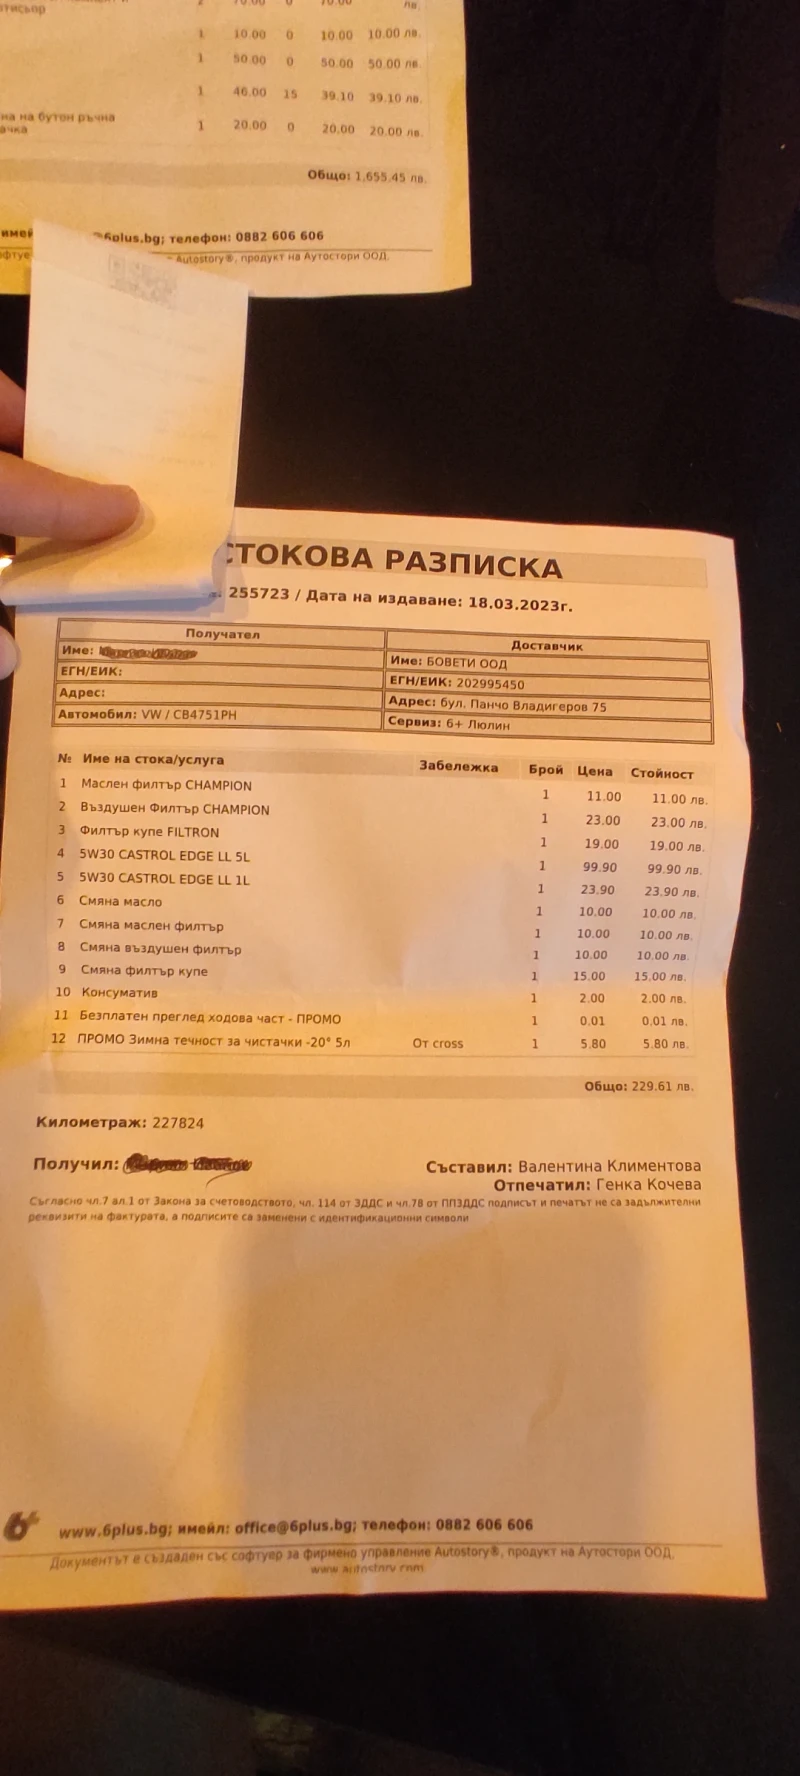 1 10.00 0 10.00 10.00 лв.
1 50.00 0 50.00 50.00 лв.
1 46.00 15 39.10 39.10 лв.
на на бутон ръчна
1 20.00 0 20.00 20.00 лв.
Общо: 1,655.45 лв.
6plus.bg; телефон: 0882 606 606
Autostory®, продукт на Аутостори ООД.
СТОКОВА РАЗПИСКА
255723 / Дата на издаване: 18.03.2023г.
Получател
Доставчик
Име:
Име: БОВЕТИ ООД
ЕГН/ЕИК:
ЕГН/ЕИК: 202995450
Адрес:
Адрес: бул. Панчо Владигеров 75
Автомобил: VW / CB4751PH
Сервиз: 6+ Люлин
№ Име на стока/услуга Забележка Брой Цена Стойност
1 Маслен филтър CHAMPION 1 11.00 11.00 лв.
2 Въздушен Филтър CHAMPION 1 23.00 23.00 лв.
3 Филтър купе FILTRON 1 19.00 19.00 лв.
4 5W30 CASTROL EDGE LL 5L 1 99.90 99.90 лв.
5 5W30 CASTROL EDGE LL 1L 1 23.90 23.90 лв.
6 Смяна масло 1 10.00 10.00 лв.
7 Смяна маслен филтър 1 10.00 10.00 лв.
8 Смяна въздушен филтър 1 10.00 10.00 лв.
9 Смяна филтър купе 1 15.00 15.00 лв.
10 Консуматив 1 2.00 2.00 лв.
11 Безплатен преглед ходова част - ПРОМО 1 0.01 0.01 лв.
12 ПРОМО Зимна течност за чистачки -20° 5л От cross 1 5.80 5.80 лв.
Общо: 229.61 лв.
Километраж: 227824
Получил:
Съставил: Валентина Климентова
Отпечатил: Генка Кочева
Съгласно чл.7 ал.1 от Закона за счетоводството, чл. 114 от ЗДДС и чл.78 от ППЗДДС подписът и печатът не са задължителни
реквизити на фактурата, а подписите са заменени с идентификационни символи
6+ www.6plus.bg; имейл: office@6plus.bg; телефон: 0882 606 606
Документът е създаден със софтуер за фирмено управление Autostory®, продукт на Аутостори ООД.
www.autostory.com